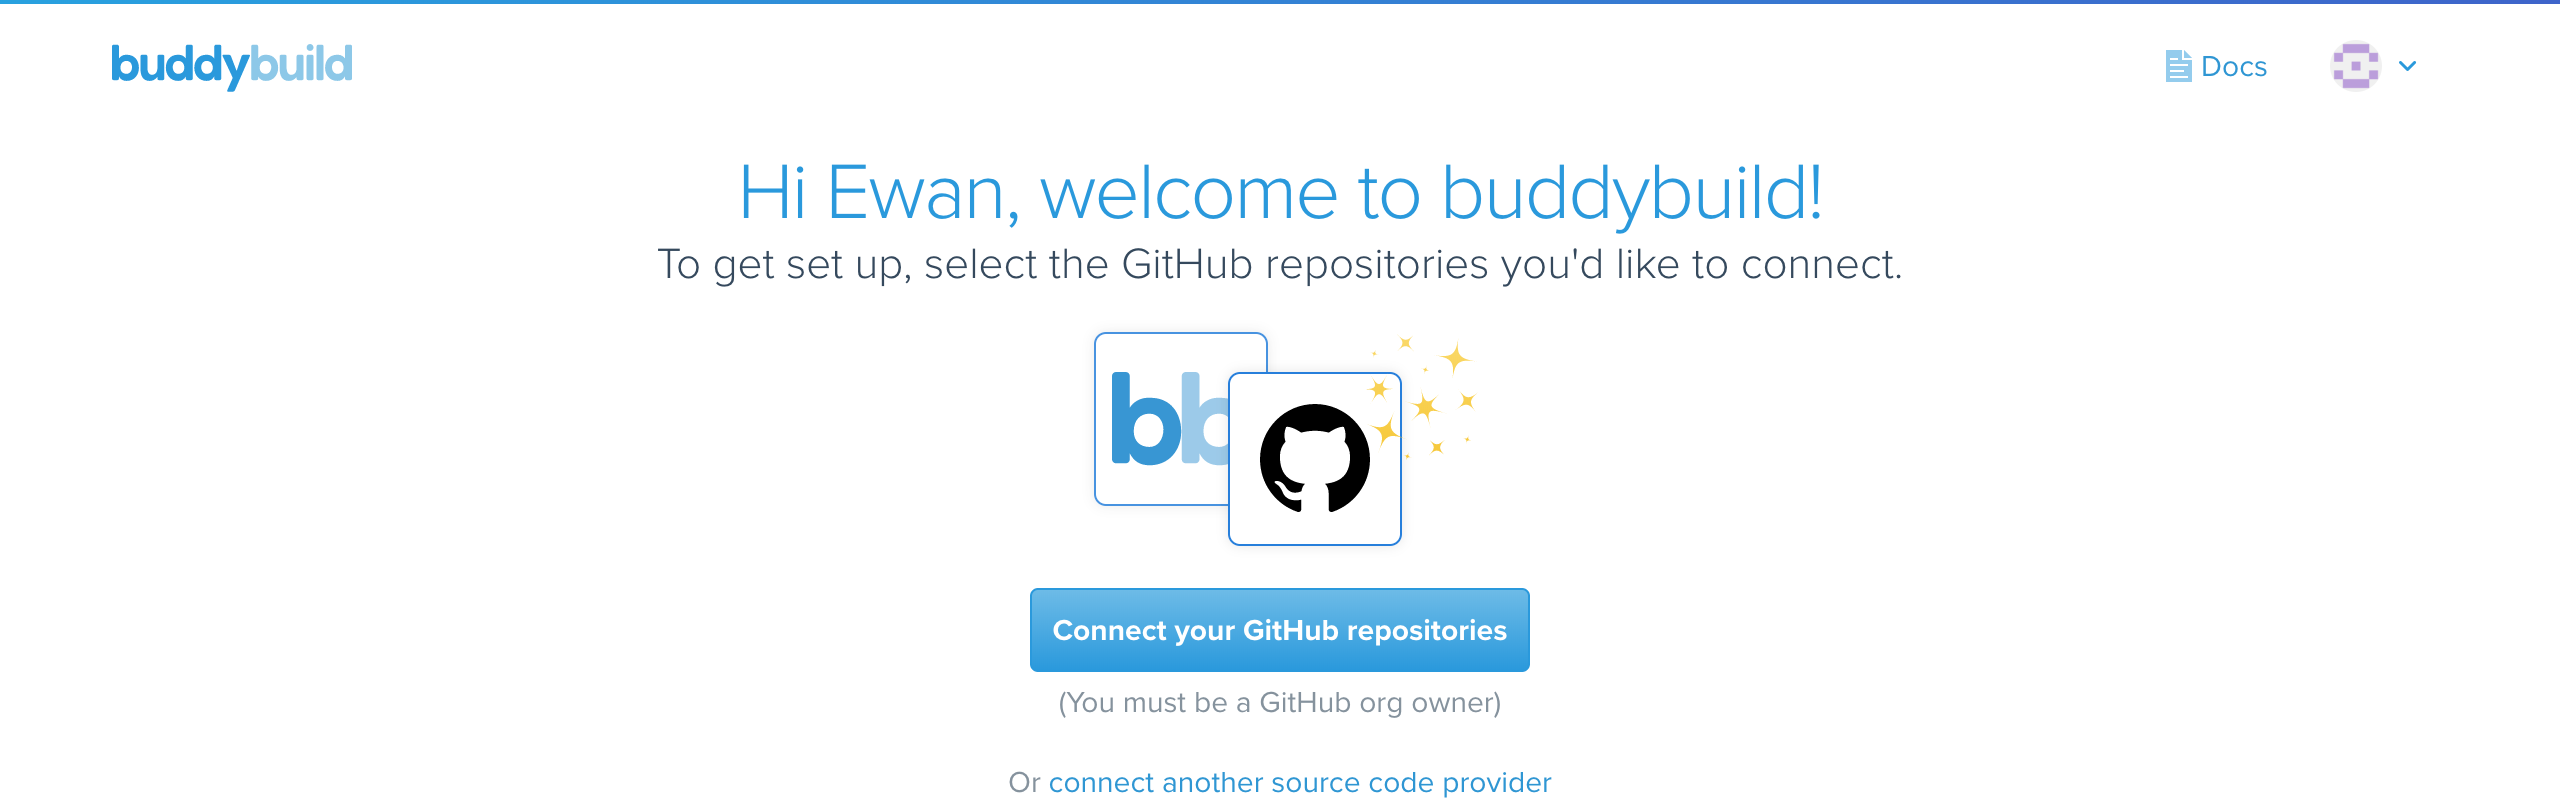 buddybuild
Docs
Hi Ewan, welcome to buddybuild!
To get set up, select the GitHub repositories you'd like to connect.
bb
Connect your GitHub repositories
(You must be a GitHub org owner)
Or connect another source code provider